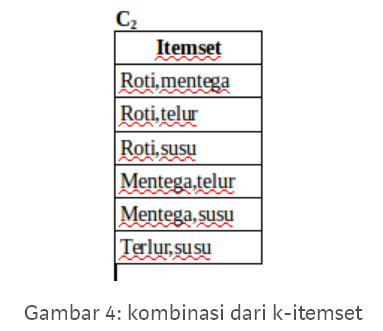 C₂
Itemset
Roti,mentega
Roti,telur
Roti,susu
Mentega,telur
Mentega,susu
Terlur,susu
Gambar 4: kombinasi dari k-itemset